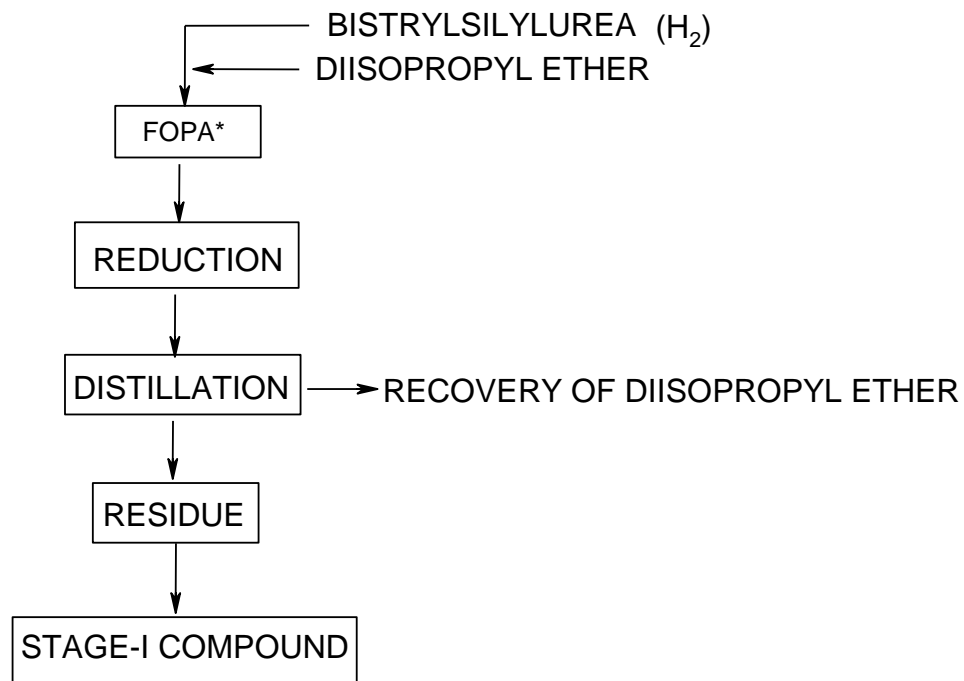 BISTRYLSILYLUREA (H₂)
DIISOPROPYL ETHER
FOPA*
REDUCTION
DISTILLATION
RECOVERY OF DIISOPROPYL ETHER
RESIDUE
STAGE-I COMPOUND